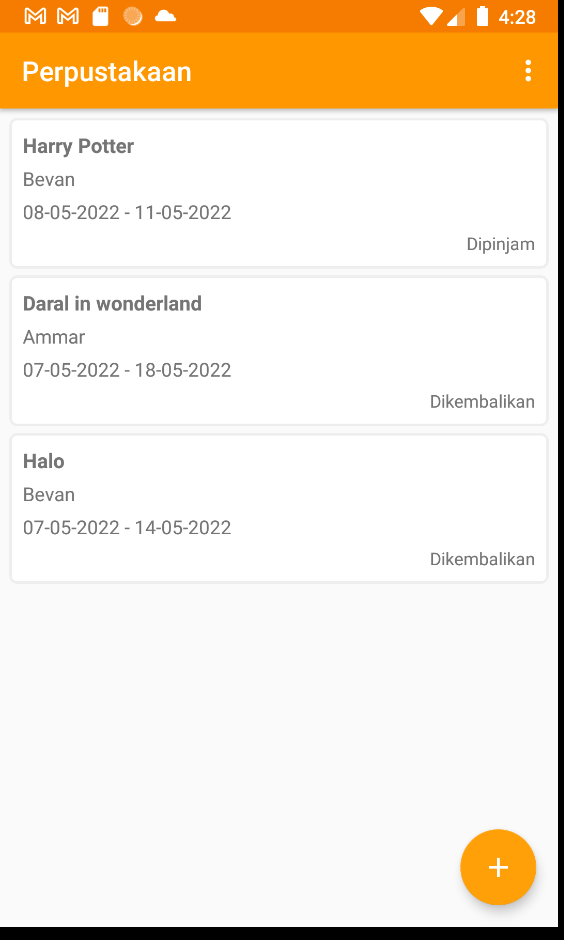 4:28
Perpustakaan
Harry Potter
Bevan
08-05-2022 - 11-05-2022
Dipinjam
Daral in wonderland
Ammar
07-05-2022 - 18-05-2022
Dikembalikan
Halo
Bevan
07-05-2022 - 14-05-2022
Dikembalikan
+